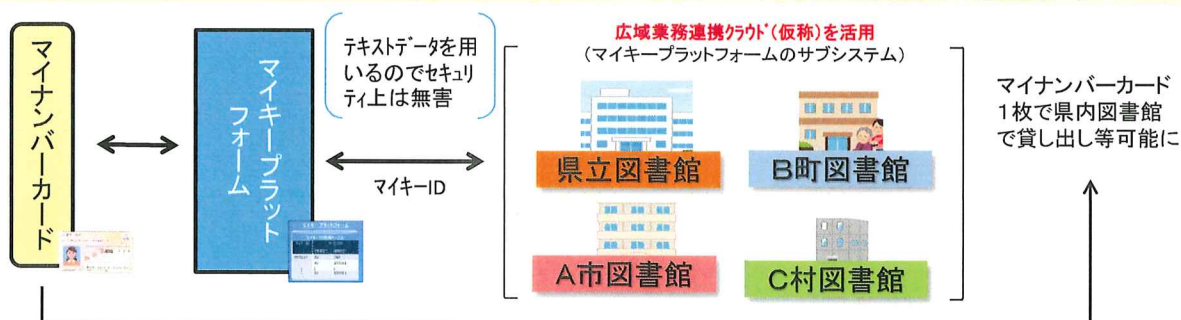 マイナンバーカード
マイキープラット
フォーム
テキストデータを用
いるのでセキュリ
ティ上は無害
マイキーID
広域業務連携クラウド(仮称)を活用
(マイキープラットフォームのサブシステム)
県立図書館
B町図書館
A市図書館
C村図書館
マイナンバーカード
1枚で県内図書館
で貸し出し等可能に